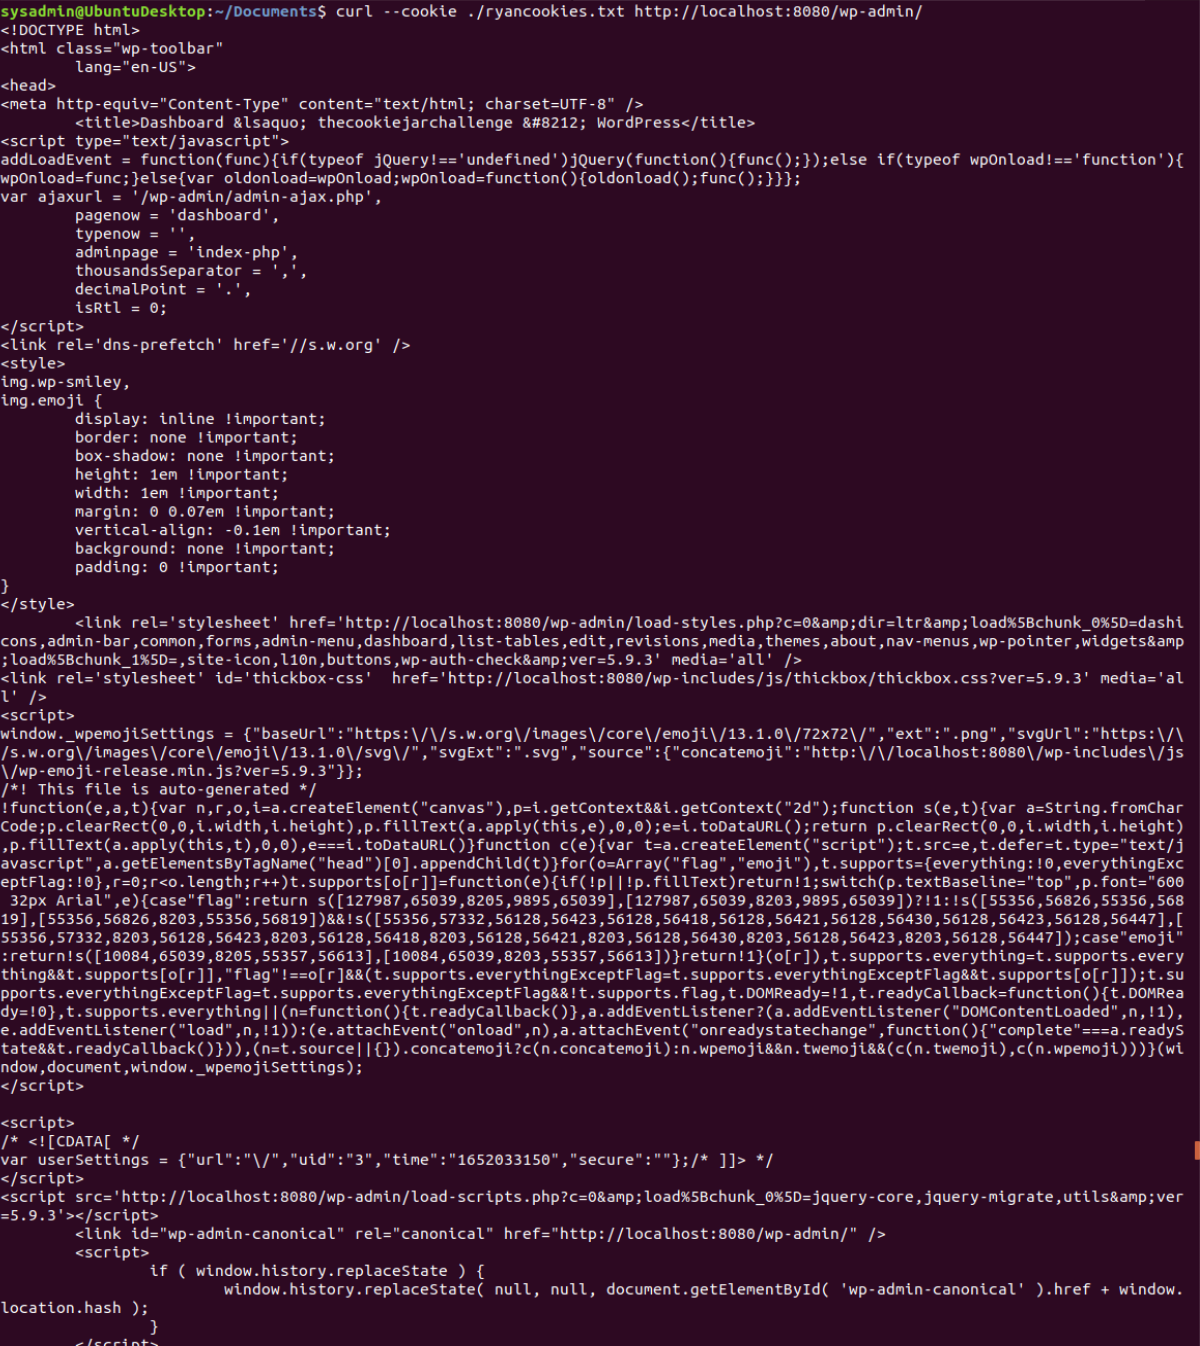 sysadmin@UbuntuDesktop:~/Documents$ curl --cookie ./ryancookies.txt http://localhost:8080/wp-admin/
<!DOCTYPE html>
<html class="wp-toolbar"
        lang="en-US">
<head>
<meta http-equiv="Content-Type" content="text/html; charset=UTF-8" />
        <title>Dashboard &lsaquo; thecookiejarchallenge &#8212; WordPress</title>
<script type="text/javascript">
addLoadEvent = function(func){if(typeof jQuery!=='undefined')jQuery(function(){func();});else if(typeof wpOnload!=='function'){
wpOnload=func;}else{var oldonload=wpOnload;wpOnload=function(){oldonload();func();}}};
var ajaxurl = '/wp-admin/admin-ajax.php',
        pagenow = 'dashboard',
        typenow = '',
        adminpage = 'index-php',
        thousandsSeparator = ',',
        decimalPoint = '.',
        isRtl = 0;
</script>
<link rel='dns-prefetch' href='//s.w.org' />
<style>
img.wp-smiley,
img.emoji {
        display: inline !important;
        border: none !important;
        box-shadow: none !important;
        height: 1em !important;
        width: 1em !important;
        margin: 0 0.07em !important;
        vertical-align: -0.1em !important;
        background: none !important;
        padding: 0 !important;
}
</style>
        <link rel='stylesheet' href='http://localhost:8080/wp-admin/load-styles.php?c=0&amp;dir=ltr&amp;load%5Bchunk_0%5D=dashi
cons,admin-bar,common,forms,admin-menu,dashboard,list-tables,edit,revisions,media,themes,about,nav-menus,wp-pointer,widgets&amp
;load%5Bchunk_1%5D=,site-icon,l10n,buttons,wp-auth-check&amp;ver=5.9.3' media='all' />
<link rel='stylesheet' id='thickbox-css'  href='http://localhost:8080/wp-includes/js/thickbox/thickbox.css?ver=5.9.3' media='al
l' />
<script>
window._wpemojiSettings = {"baseUrl":"https:\/\/s.w.org\/images\/core\/emoji\/13.1.0\/72x72\/","ext":".png","svgUrl":"https:\/\
/s.w.org\/images\/core\/emoji\/13.1.0\/svg\/","svgExt":".svg","source":{"concatemoji":"http:\/\/localhost:8080\/wp-includes\/js
\/wp-emoji-release.min.js?ver=5.9.3"}};
/*! This file is auto-generated */
!function(e,a,t){var n,r,o,i=a.createElement("canvas"),p=i.getContext&&i.getContext("2d");function s(e,t){var a=String.fromChar
Code;p.clearRect(0,0,i.width,i.height),p.fillText(a.apply(this,e),0,0);e=i.toDataURL();return p.clearRect(0,0,i.width,i.height)
,p.fillText(a.apply(this,t),0,0),e===i.toDataURL()}function c(e){var t=a.createElement("script");t.src=e,t.defer=t.type="text/j
avascript",a.getElementsByTagName("head")[0].appendChild(t)}for(o=Array("flag","emoji"),t.supports={everything:!0,everythingExc
eptFlag:!0},r=0;r<o.length;r++)t.supports[o[r]]=function(e){if(!p||!p.fillText)return!1;switch(p.textBaseline="top",p.font="600
 32px Arial",e){case"flag":return s([127987,65039,8205,9895,65039],[127987,65039,8203,9895,65039])?!1:!s([55356,56826,55356,568
19],[55356,56826,8203,55356,56819])&&!s([55356,57332,56128,56423,56128,56418,56128,56421,56128,56430,56128,56423,56128,56447],[
55356,57332,8203,56128,56423,8203,56128,56418,8203,56128,56421,8203,56128,56430,8203,56128,56423,8203,56128,56447]);case"emoji"
:return!s([10084,65039,8205,55357,56613],[10084,65039,8203,55357,56613])}return!1}(o[r]),t.supports.everything=t.supports.every
thing&&t.supports[o[r]],"flag"!==o[r]&&(t.supports.everythingExceptFlag=t.supports.everythingExceptFlag&&t.supports[o[r]]);t.su
pports.everythingExceptFlag=t.supports.everythingExceptFlag&&!t.supports.flag,t.DOMReady=!1,t.readyCallback=function(){t.DOMRea
dy=!0},t.supports.everything||(n=function(){t.readyCallback()},a.addEventListener?(a.addEventListener("DOMContentLoaded",n,!1),
e.addEventListener("load",n,!1)):(e.attachEvent("onload",n),a.attachEvent("onreadystatechange",function(){"complete"===a.readyS
tate&&t.readyCallback()})),(n=t.source||{}).concatemoji?c(n.concatemoji):n.wpemoji&&n.twemoji&&(c(n.twemoji),c(n.wpemoji)))}(wi
ndow,document,window._wpemojiSettings);
</script>

<script>
/* <![CDATA[ */
var userSettings = {"url":"\/","uid":"3","time":"1652033150","secure":""};/* ]]> */
</script>
<script src='http://localhost:8080/wp-admin/load-scripts.php?c=0&amp;load%5Bchunk_0%5D=jquery-core,jquery-migrate,utils&amp;ver
=5.9.3'></script>
        <link id="wp-admin-canonical" rel="canonical" href="http://localhost:8080/wp-admin/" />
        <script>
                if ( window.history.replaceState ) {
                        window.history.replaceState( null, null, document.getElementById( 'wp-admin-canonical' ).href + window.
location.hash );
                }
        </script>